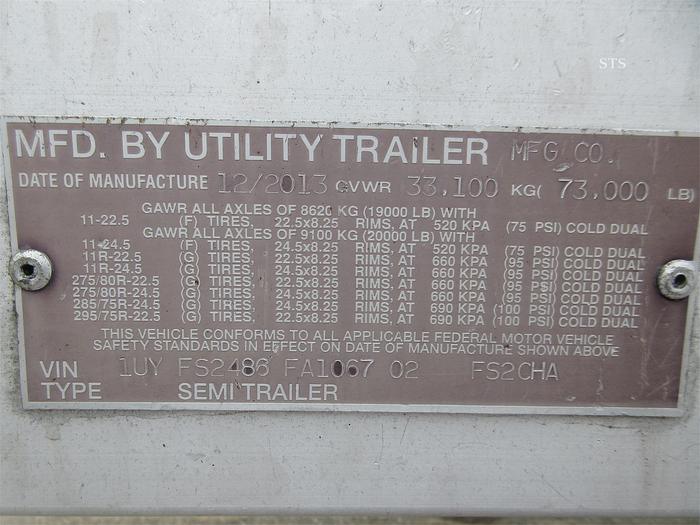 STS
MFD. BY UTILITY TRAILER MFG CO.
DATE OF MANUFACTURE 12/2013 GVWR 33,100 KG( 73,000 LB)
GAWR ALL AXLES OF 8620 KG (19000 LB) WITH
11-22.5 (F) TIRES, 22.5x8.25 RIMS, AT 520 KPA (75 PSI) COLD DUAL
GAWR ALL AXLES OF 9100 KG (20000 LB) WITH
11-24.5 (F) TIRES, 24.5x8.25 RIMS, AT 520 KPA (75 PSI) COLD DUAL
11R-22.5 (G) TIRES, 22.5x8.25 RIMS, AT 660 KPA (95 PSI) COLD DUAL
11R-24.5 (G) TIRES, 24.5x8.25 RIMS, AT 660 KPA (95 PSI) COLD DUAL
275/80R-22.5 (G) TIRES, 22.5x8.25 RIMS, AT 660 KPA (95 PSI) COLD DUAL
275/80R-24.5 (G) TIRES, 24.5x8.25 RIMS, AT 660 KPA (95 PSI) COLD DUAL
285/75R-24.5 (G) TIRES, 24.5x8.25 RIMS, AT 690 KPA (100 PSI) COLD DUAL
295/75R-22.5 (G) TIRES, 22.5x8.25 RIMS, AT 690 KPA (100 PSI) COLD DUAL
THIS VEHICLE CONFORMS TO ALL APPLICABLE FEDERAL MOTOR VEHICLE
SAFETY STANDARDS IN EFFECT ON DATE OF MANUFACTURE SHOWN ABOVE
VIN 1UY FS2486 FA1067 02 FS2CHA
TYPE SEMI TRAILER